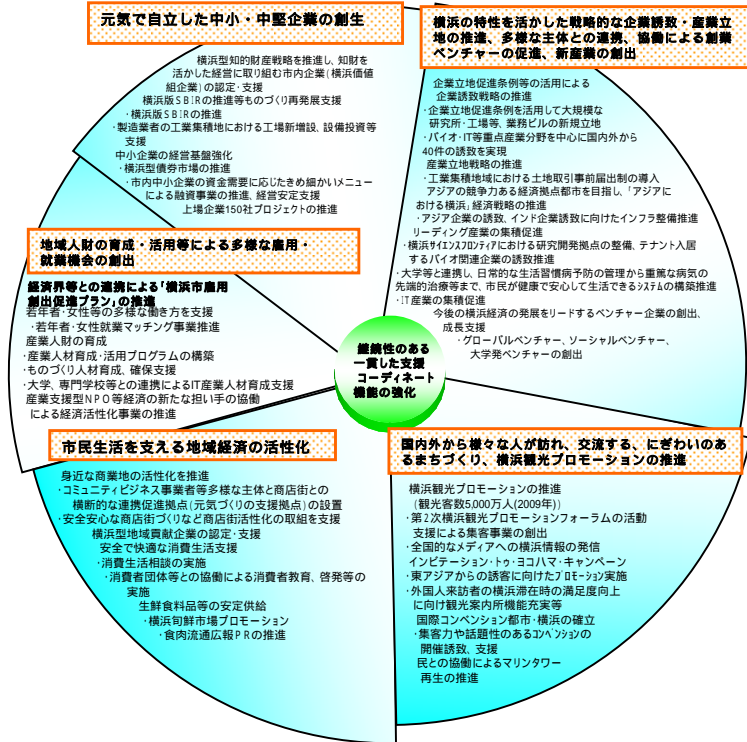 元気で自立した中小・中堅企業の創生
横浜型知的財産戦略を推進し、知財を
活かした経営に取り組む市内企業(横浜価値
組企業)の認定・支援
横浜版SBIRの推進等ものづくり再発展支援
・横浜版SBIRの推進
・製造業者の工業集積地における工場新増設、設備投資等
支援
中小企業の経営基盤強化
・横浜型債券市場の推進
・市内中小企業の資金需要に応じたきめ細かいメニュー
による融資事業の推進、経営安定支援
上場企業150社プロジェクトの推進
横浜の特性を活かした戦略的な企業誘致・産業立
地の推進、多様な主体との連携、協働による創業
ベンチャーの促進、新産業の創出
企業立地促進条例等の活用による
企業誘致戦略の推進
・企業立地促進条例を活用して大規模な
研究所・工場等、業務ビルの新規立地
・バイオ・IT等重点産業分野を中心に国内外から
40件の誘致を実現
産業立地戦略の推進
・工業集積地域における土地取引事前届出制の導入
アジアの競争力ある経済拠点都市を目指し、「アジアに
おける横浜」経済戦略の推進
・アジア企業の誘致、インド企業誘致に向けたインフラ整備推進
リーディング産業の集積促進
・横浜サイエンスフロンティアにおける研究開発拠点の整備、テナント入居
するバイオ関連企業の誘致推進
・大学等と連携し、日常的な生活習慣病予防の管理から重篤な病気の
先端的治療等まで、市民が健康で安心して生活できるシステムの構築推進
・IT産業の集積促進
今後の横浜経済の発展をリードするベンチャー企業の創出、
成長支援
・グローバルベンチャー、ソーシャルベンチャー、
大学発ベンチャーの創出
地域人財の育成・活用等による多様な雇用・
就業機会の創出
経済界等との連携による「横浜市雇用
創出促進プラン」の推進
若年者・女性等の多様な働き方を支援
・若年者・女性就業マッチング事業推進
産業人財の育成
・産業人材育成・活用プログラムの構築
・ものづくり人材育成、確保支援
・大学、専門学校等との連携によるIT産業人材育成支援
産業支援型NPO等経済の新たな担い手の協働
による経済活性化事業の推進
継続性のある
一貫した支援
コーディネート
機能の強化
市民生活を支える地域経済の活性化
身近な商業地の活性化を推進
・コミュニティビジネス事業者等多様な主体と商店街との
横断的な連携促進拠点(元気づくりの支援拠点)の設置
・安全安心な商店街づくりなど商店街活性化の取組を支援
横浜型地域貢献企業の認定・支援
安全で快適な消費生活支援
・消費生活相談の実施
・消費者団体等との協働による消費者教育、啓発等の
実施
生鮮食料品等の安定供給
・横浜旬鮮市場プロモーション
・食肉流通広報PRの推進
国内外から様々な人が訪れ、交流する、にぎわいのあ
るまちづくり、横浜観光プロモーションの推進
横浜観光プロモーションの推進
(観光客数5,000万人(2009年))
・第2次横浜観光プロモーションフォーラムの活動
支援による集客事業の創出
・全国的なメディアへの横浜情報の発信
インビテーション・トゥ・ヨコハマ・キャンペーン
・東アジアからの誘客に向けたプロモーション実施
・外国人来訪者の横浜滞在時の満足度向上
に向け観光案内所機能充実等
国際コンベンション都市・横浜の確立
・集客力や話題性のあるコンベンションの
開催誘致、支援
民との協働によるマリンタワー
再生の推進